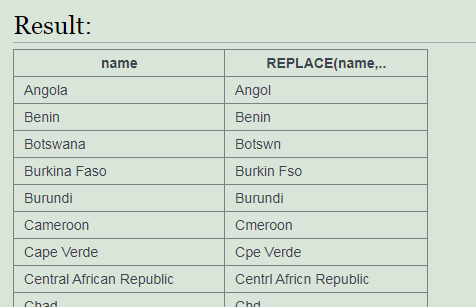 Result:
name REPLACE(name,..
Angola Angol
Benin Benin
Botswana Botswn
Burkina Faso Burkin Fso
Burundi Burundi
Cameroon Cmeroon
Cape Verde Cpe Verde
Central African Republic Centrl Africn Republic
Chad Chd